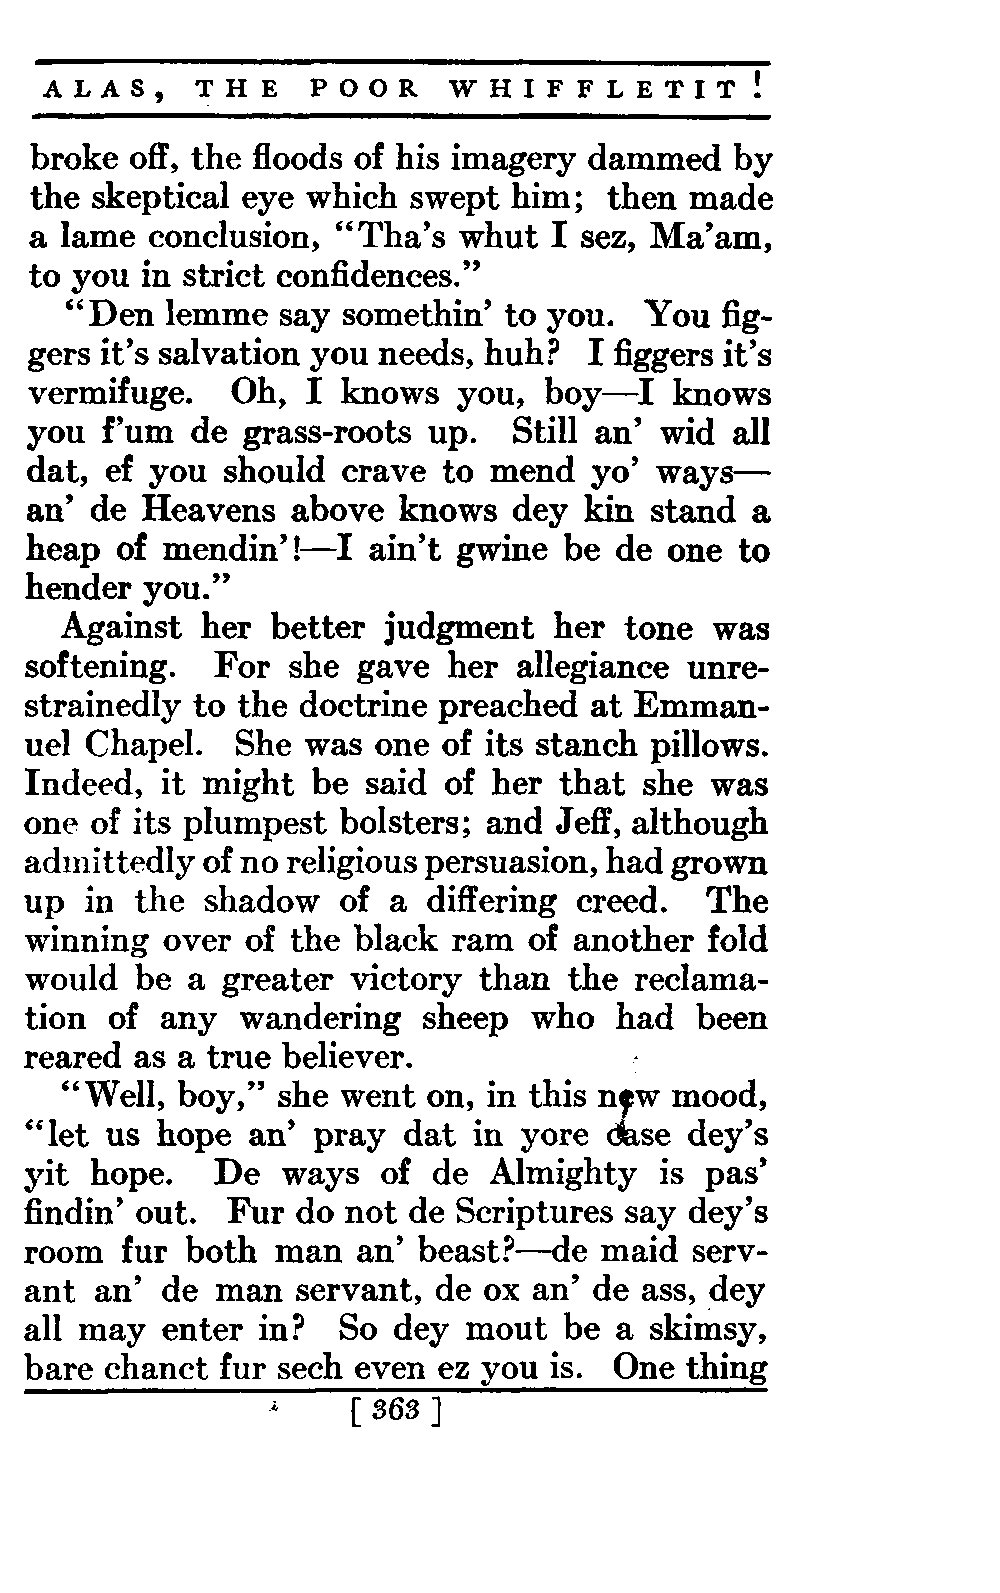 ALAS, THE POOR WHIFFLETIT!
broke off, the floods of his imagery dammed by
the skeptical eye which swept him; then made
a lame conclusion, “Tha’s whut I sez, Ma’am,
to you in strict confidences.”
“Den lemme say somethin’ to you. You fig-
gers it’s salvation you needs, huh? I figgers it’s
vermifuge. Oh, I knows you, boy—I knows
you f’um de grass-roots up. Still an’ wid all
dat, ef you should crave to mend yo’ ways—
an’ de Heavens above knows dey kin stand a
heap of mendin’!—I ain’t gwine be de one to
hender you.”
Against her better judgment her tone was
softening. For she gave her allegiance unre-
strainedly to the doctrine preached at Emman-
uel Chapel. She was one of its stanch pillows.
Indeed, it might be said of her that she was
one of its plumpest bolsters; and Jeff, although
admittedly of no religious persuasion, had grown
up in the shadow of a differing creed. The
winning over of the black ram of another fold
would be a greater victory than the reclama-
tion of any wandering sheep who had been
reared as a true believer.
“Well, boy,” she went on, in this new mood,
“let us hope an’ pray dat in yore case dey’s
yit hope. De ways of de Almighty is pas’
findin’ out. Fur do not de Scriptures say dey’s
room fur both man an’ beast?—de maid serv-
ant an’ de man servant, de ox an’ de ass, dey
all may enter in? So dey mout be a skimsy,
bare chanct fur sech even ez you is. One thing
[ 363 ]